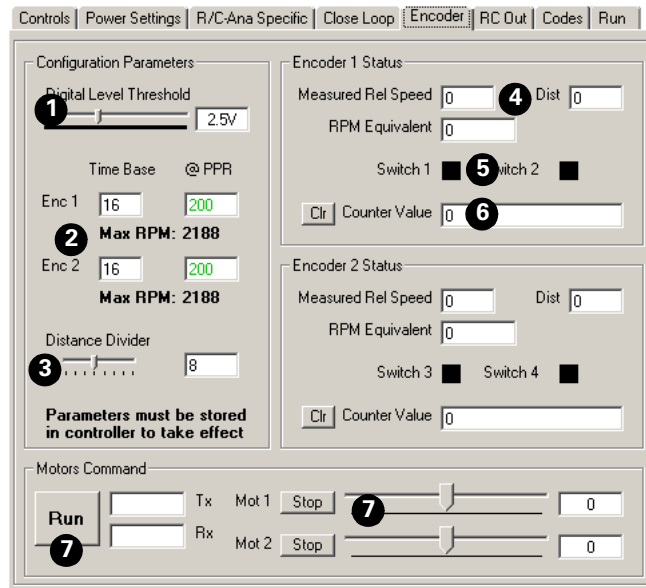 Controls Power Settings R/C-Ana Specific Close Loop Encoder RC Out Codes Run
Configuration Parameters
Digital Level Threshold
1
2.5V
Time Base @ PPR
Enc 1 16 200
2 Max RPM: 2188
Enc 2 16 200
Max RPM: 2188
Distance Divider
3 8
Parameters must be stored
in controller to take effect
Encoder 1 Status
Measured Rel Speed 0 4 Dist 0
RPM Equivalent 0
Switch 1 5 witch 2
Clr Counter Value 0 6
Encoder 2 Status
Measured Rel Speed 0 Dist 0
RPM Equivalent 0
Switch 3 Switch 4
Clr Counter Value 0
Motors Command
Run Tx Mot 1 Stop 7 0
7 Rx Mot 2 Stop 0